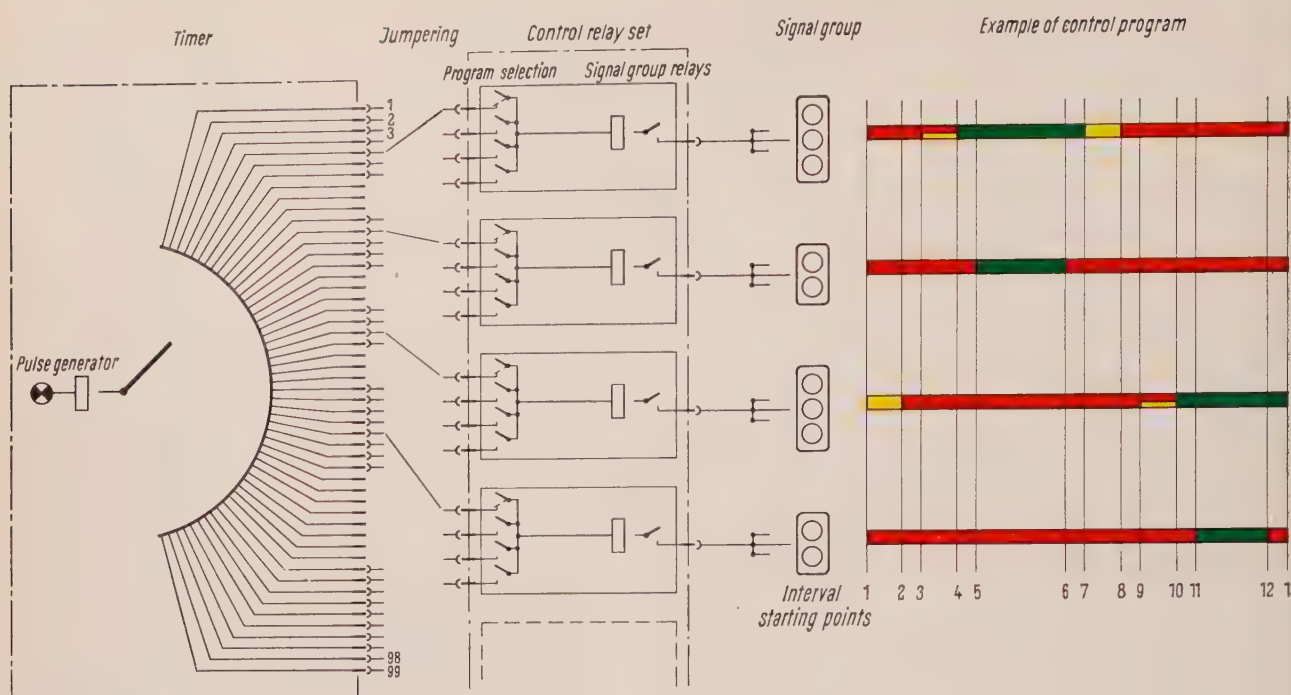 Timer
Jumpering
Control relay set
Signal group
Example of control program
Program selection
Signal group relays
1
2
3
Pulse generator
98
99
Interval
starting points
1 2 3 4 5 6 7 8 9 10 11 12 1